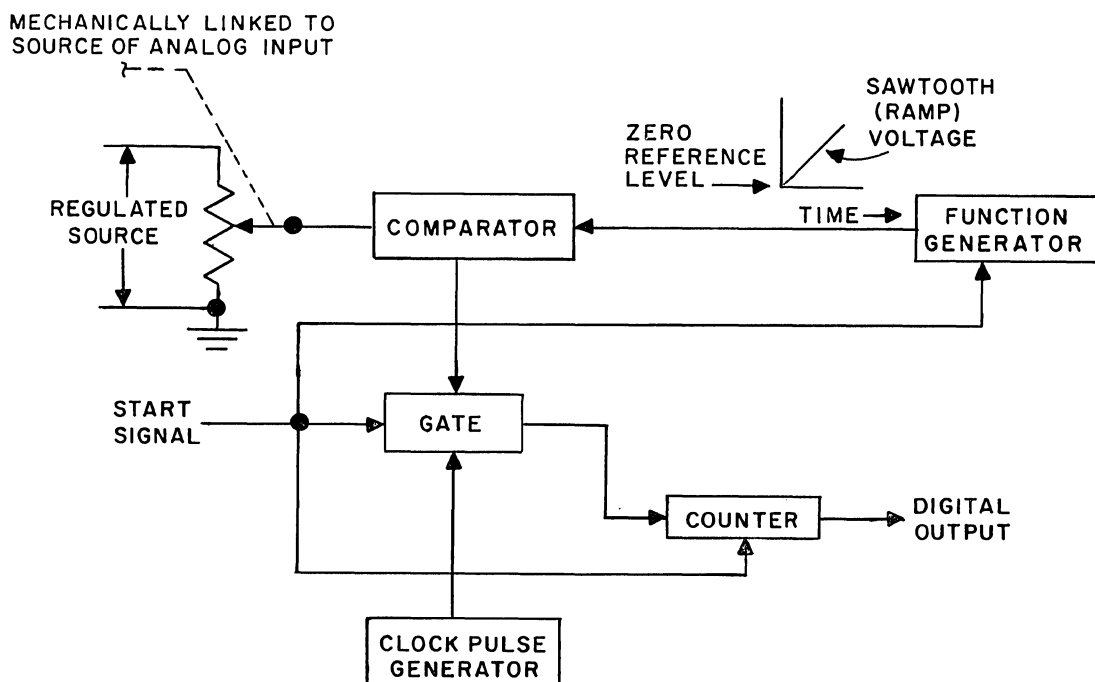 MECHANICALLY LINKED TO
SOURCE OF ANALOG INPUT
SAWTOOTH
(RAMP)
VOLTAGE
ZERO
REFERENCE
LEVEL
REGULATED
SOURCE
COMPARATOR
TIME
FUNCTION
GENERATOR
START
SIGNAL
GATE
COUNTER
DIGITAL
OUTPUT
CLOCK PULSE
GENERATOR